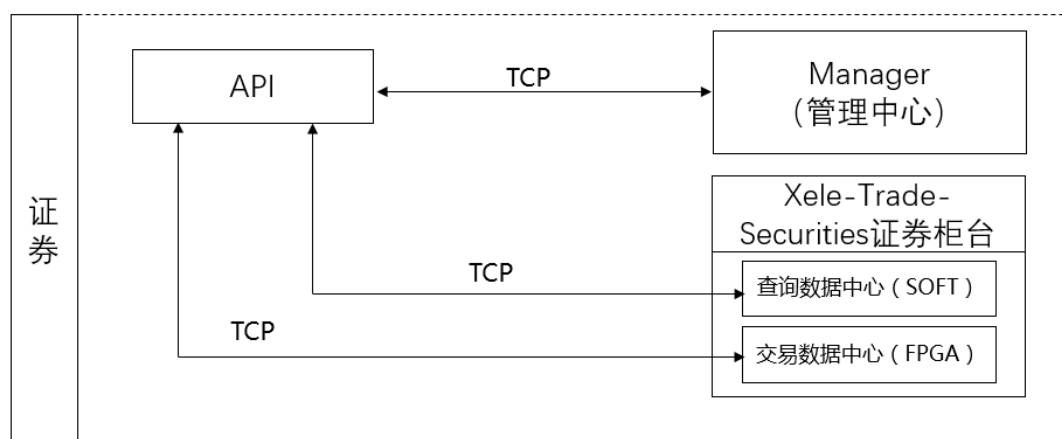 证
券
API
TCP
Manager
（管理中心）
Xele-Trade-
Securities证券柜台
TCP
查询数据中心（SOFT）
TCP
交易数据中心（FPGA）